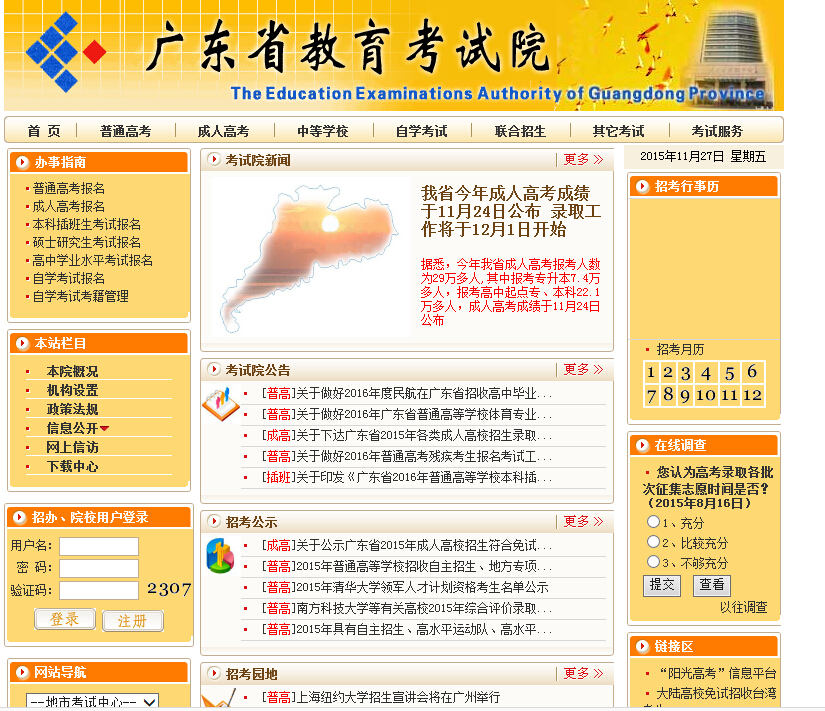 广东省教育考试院
The Education Examinations Authority of Guangdong Province
首 页 普通高考 成人高考 中等学校 自学考试 联合招生 其它考试 考试服务
办事指南
普通高考报名
成人高考报名
本科插班生考试报名
硕士研究生考试报名
高中学业水平考试报名
自学考试报名
自学考试考籍管理
本站栏目
本院概况
机构设置
政策法规
信息公开
网上信访
下载中心
招办、院校用户登录
用户名:
密 码:
验证码: 2307
登录 注册
网站导航
--地市考试中心--
考试院新闻 更多
我省今年成人高考成绩
于11月24日公布 录取工
作将于12月1日开始
据悉，今年我省成人高考报考人数
为29万多人,其中报考专升本7.4万
多人，报考高中起点专、本科22.1
万多人，成人高考成绩于11月24日
公布
考试院公告 更多
[普高]关于做好2016年度民航在广东省招收高中毕业...
[普高]关于做好2016年广东省普通高等学校体育专业...
[成高]关于下达广东省2015年各类成人高校招生录取...
[普高]关于做好2016年普通高考残疾考生报名考试工...
[插班]关于印发《广东省2016年普通高等学校本科插...
招考公示 更多
[成高]关于公示广东省2015年成人高校招生符合免试...
[普高]2015年普通高等学校招收自主招生、地方专项...
[普高]2015年清华大学领军人才计划资格考生名单公示
[普高]南方科技大学等有关高校2015年综合评价录取...
[普高]2015年具有自主招生、高水平运动队、高水平...
招考园地 更多
[普高]上海纽约大学招生宣讲会将在广州举行
2015年11月27日 星期五
招考行事历
招考月历
1 2 3 4 5 6
7 8 9 10 11 12
在线调查
您认为高考录取各批
次征集志愿时间是否？
（2015年8月16日）
1、充分
2、比较充分
3、不够充分
提交 查看
以往调查
链接区
“阳光高考”信息平台
大陆高校免试招收台湾